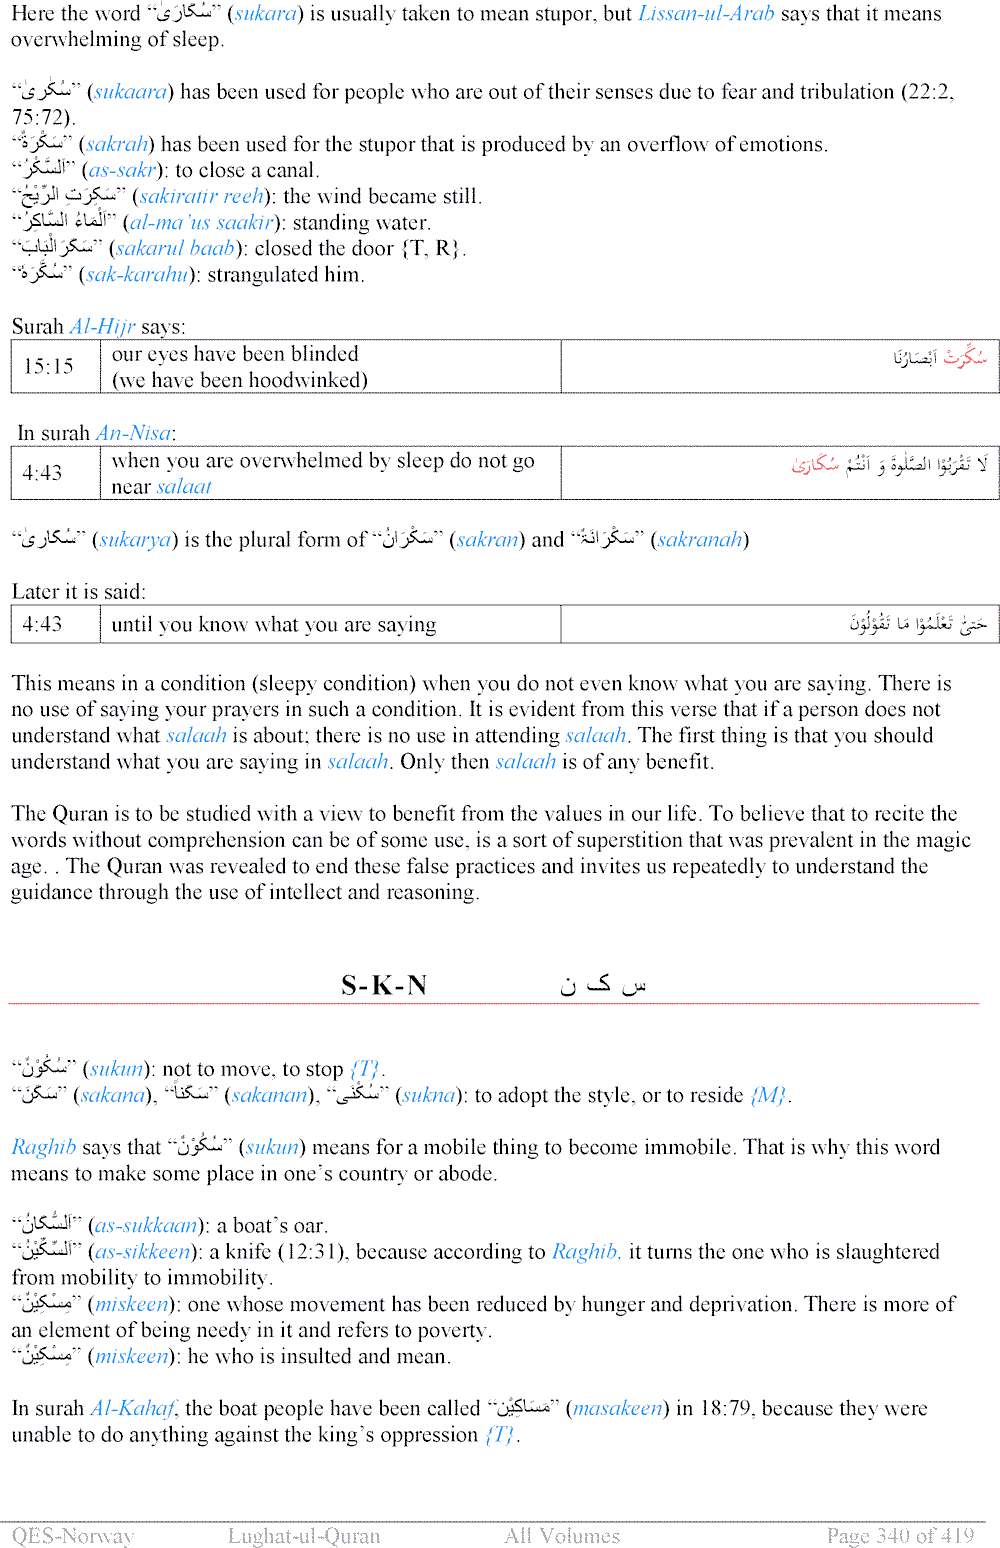 Here the word “سُکَارَیٰ” (sukara) is usually taken to mean stupor, but Lissan-ul-Arab says that it means
overwhelming of sleep.
“سُکٰریٰ” (sukaara) has been used for people who are out of their senses due to fear and tribulation (22:2,
75:72).
“سَکْرَۃٌ” (sakrah) has been used for the stupor that is produced by an overflow of emotions.
“اَلسَّکْرُ” (as-sakr): to close a canal.
“سَکِرَتِ الرِّیْحُ” (sakiratir reeh): the wind became still.
“اَلْمَاءُ السَّاکِرُ” (al-ma’us saakir): standing water.
“سَکَرَ الْبَابَ” (sakarul baab): closed the door {T, R}.
“سُکَّرَہٗ” (sak-karahu): strangulated him.
Surah Al-Hijr says:
15:15 our eyes have been blinded سُکِّرَتْ اَبْصَارُنَا
(we have been hoodwinked)
In surah An-Nisa:
4:43 when you are overwhelmed by sleep do not go لَا تَقْرَبُوْا الصَّلٰوۃَ وَ اَنْتُمْ سُکَارَیٰ
near salaat
“سُکاریٰ” (sukarya) is the plural form of “سَکْرَانُ” (sakran) and “سَکْرَانَۃٌ” (sakranah)
Later it is said:
4:43 until you know what you are saying حَتیّٰ تَعْلَمُوْا مَا تَقُوْلُوْنَ
This means in a condition (sleepy condition) when you do not even know what you are saying. There is
no use of saying your prayers in such a condition. It is evident from this verse that if a person does not
understand what salaah is about; there is no use in attending salaah. The first thing is that you should
understand what you are saying in salaah. Only then salaah is of any benefit.
The Quran is to be studied with a view to benefit from the values in our life. To believe that to recite the
words without comprehension can be of some use, is a sort of superstition that was prevalent in the magic
age. . The Quran was revealed to end these false practices and invites us repeatedly to understand the
guidance through the use of intellect and reasoning.
S-K-N س ک ن
“سُکُوْنٌ” (sukun): not to move, to stop {T}.
“سَکَنَ” (sakana), “سَکَناً” (sakanan), “سُکْنَی” (sukna): to adopt the style, or to reside {M}.
Raghib says that “سُکُوْنٌ” (sukun) means for a mobile thing to become immobile. That is why this word
means to make some place in one’s country or abode.
“اَلسُّکَانُ” (as-sukkaan): a boat’s oar.
“اَلسِّکِّیْنُ” (as-sikkeen): a knife (12:31), because according to Raghib, it turns the one who is slaughtered
from mobility to immobility.
“مِسْکِیْنٌ” (miskeen): one whose movement has been reduced by hunger and deprivation. There is more of
an element of being needy in it and refers to poverty.
“مِسْکِیْنٌ” (miskeen): he who is insulted and mean.
In surah Al-Kahaf, the boat people have been called “مَسَاکِیْن” (masakeen) in 18:79, because they were
unable to do anything against the king’s oppression {T}.
QES-Norway Lughat-ul-Quran All Volumes Page 340 of 419